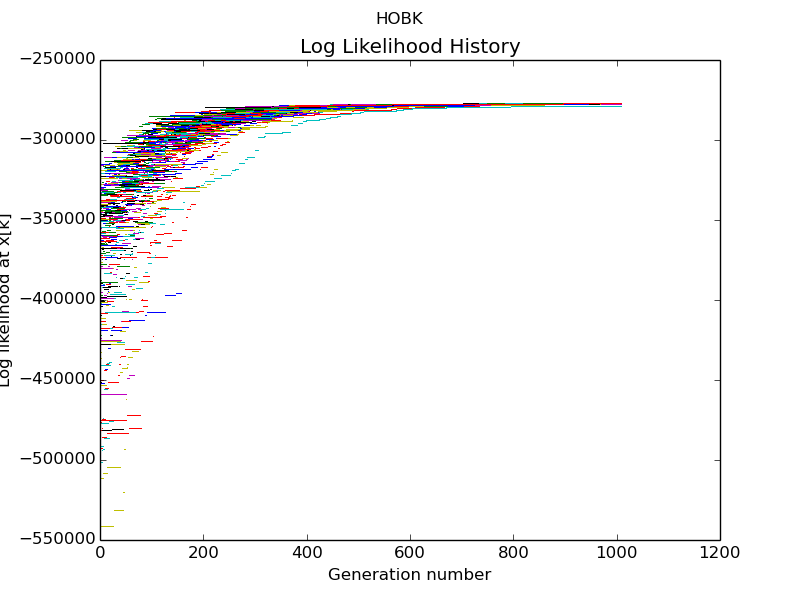 HOBK
Log Likelihood History
−250000
−300000
−350000
−400000
−450000
−500000
−550000
Log likelihood at x[k]
0 200 400 600 800 1000 1200
Generation number